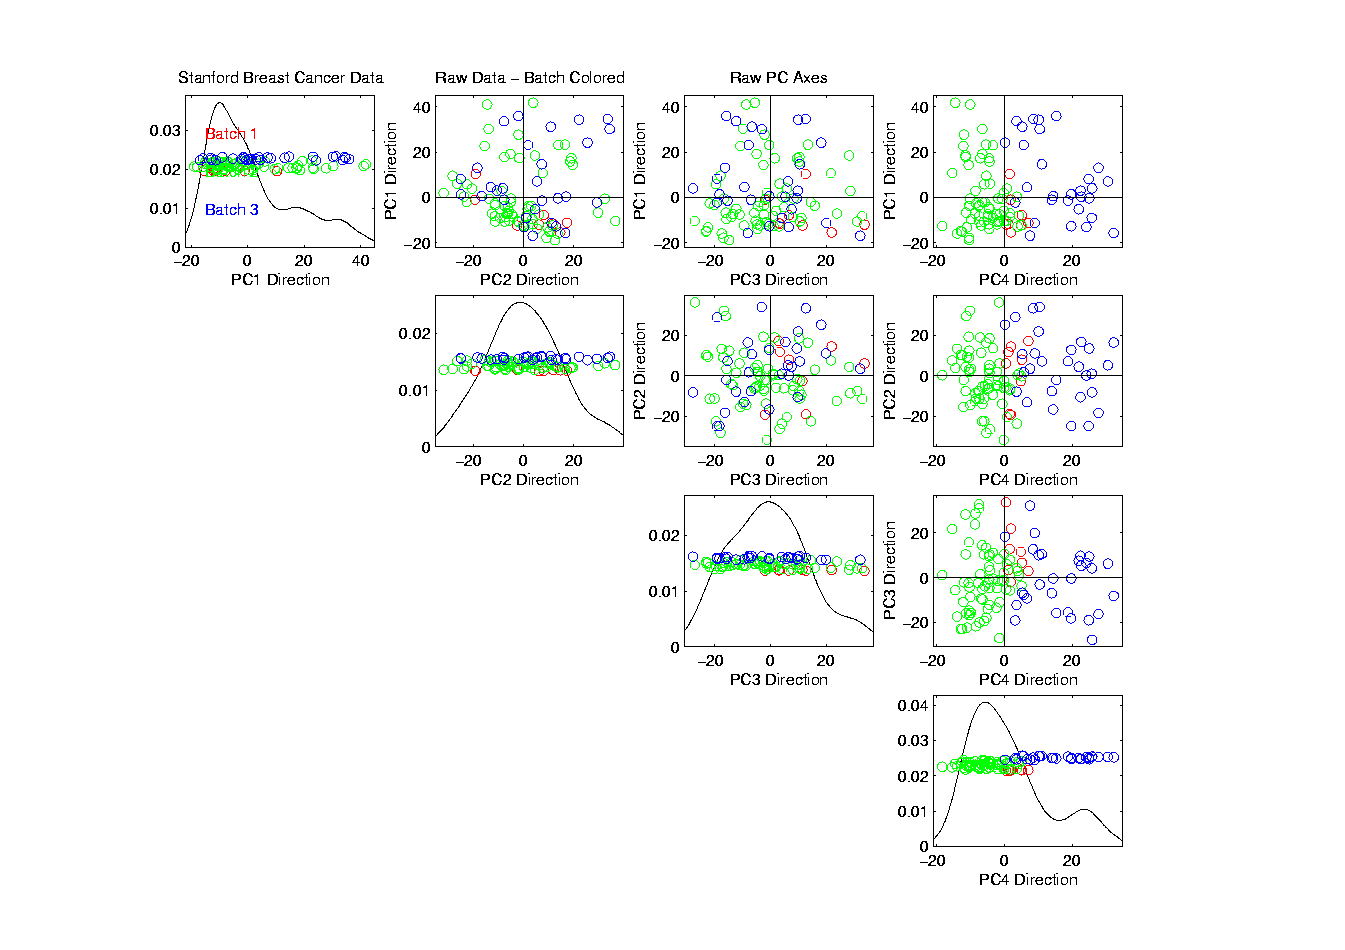 Stanford Breast Cancer Data
Raw Data – Batch Colored
Raw PC Axes
0.03
0.02
0.01
0
Batch 1
Batch 3
−20 0 20 40
PC1 Direction
40
20
0
−20
PC1 Direction
−20 0 20
PC2 Direction
40
20
0
−20
PC1 Direction
−20 0 20
PC3 Direction
40
20
0
−20
PC1 Direction
−20 0 20
PC4 Direction
0.02
0.01
0
−20 0 20
PC2 Direction
20
0
−20
PC2 Direction
−20 0 20
PC3 Direction
20
0
−20
PC2 Direction
−20 0 20
PC4 Direction
0.02
0.01
0
−20 0 20
PC3 Direction
20
0
−20
PC3 Direction
−20 0 20
PC4 Direction
0.04
0.03
0.02
0.01
0
−20 0 20
PC4 Direction